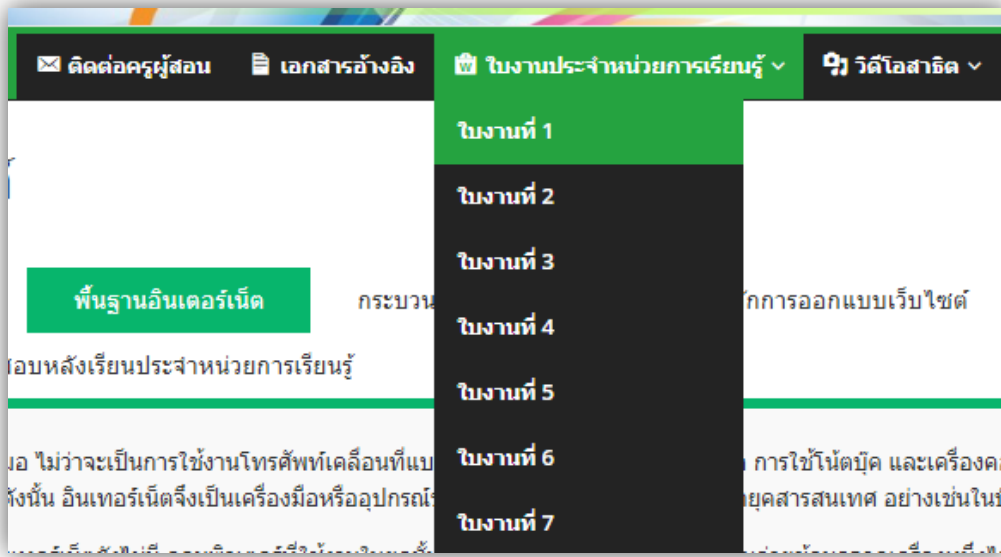 ติดต่อครูผู้สอน เอกสารอ้างอิง ใบงานประจำหน่วยการเรียนรู้ วิดีโอสาธิต
ใบงานที่ 1
ใบงานที่ 2
ใบงานที่ 3
พื้นฐานอินเตอร์เน็ต กระบวน การออกแบบเว็บไซต์
ใบงานที่ 4
หลังเรียนประจำหน่วยการเรียนรู้
ใบงานที่ 5
ไม่ว่าจะเป็นการใช้งานโทรศัพท์เคลื่อนที่แบ ใบงานที่ 6 การใช้โน้ตบุ๊ค และเครื่องค
ดังนั้น อินเทอร์เน็ตจึงเป็นเครื่องมือหรืออุปกรณ์ ยุคสารสนเทศ อย่างเช่นใน
ใบงานที่ 7